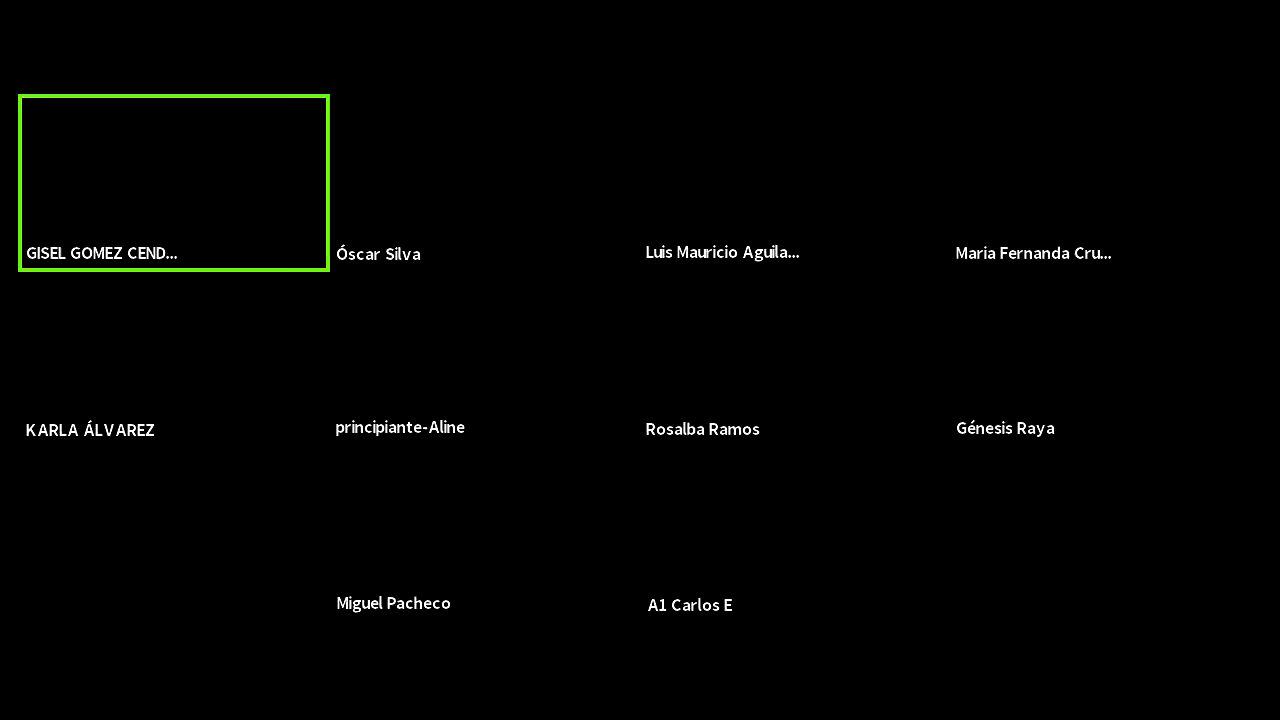 GISEL GOMEZ CEND...
Óscar Silva
Luis Mauricio Aguila...
Maria Fernanda Cru...
KARLA ÁLVAREZ
principiante-Aline
Rosalba Ramos
Génesis Raya
Miguel Pacheco
A1 Carlos E